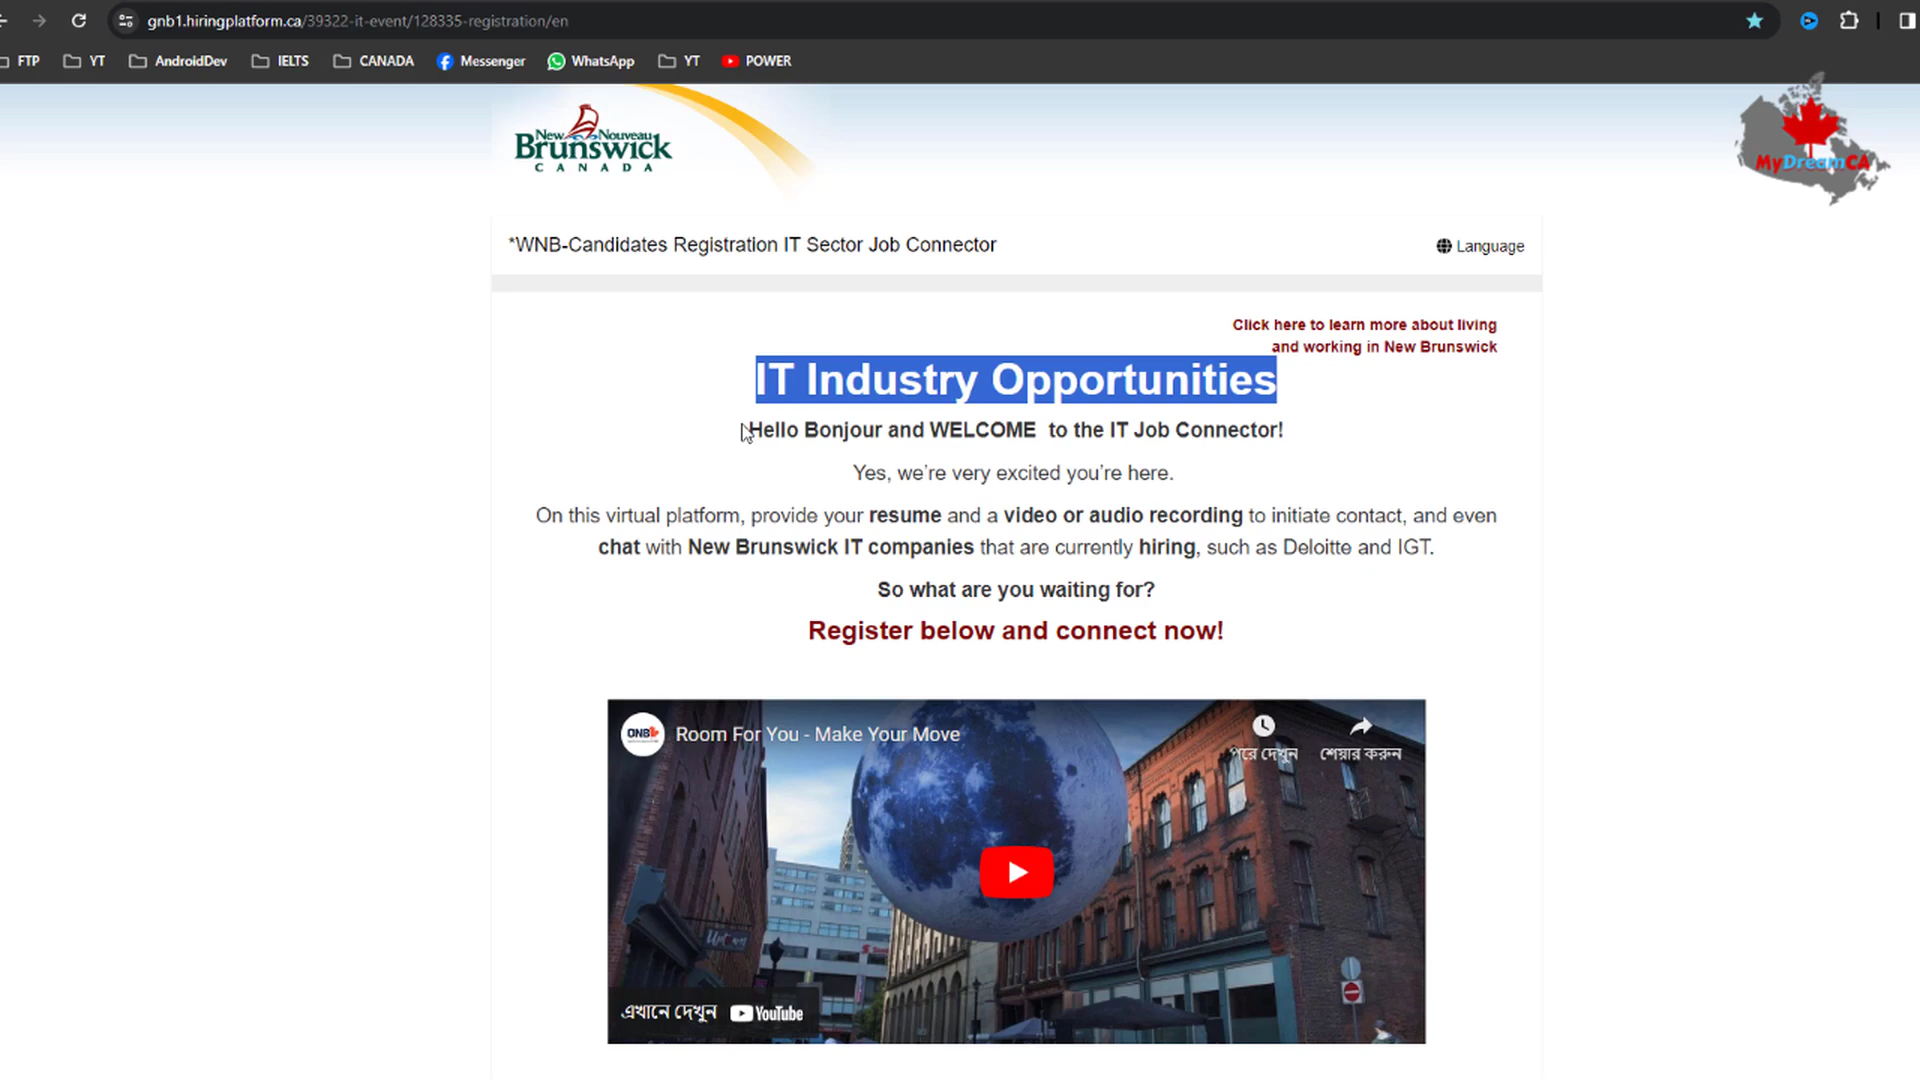 gnb1.hiringplatform.ca/39322-it-event/128335-registration/en
FTP YT AndroidDev IELTS CANADA Messenger WhatsApp YT POWER
New Nouveau
Brunswick
CANADA
MyDreamCA
*WNB-Candidates Registration IT Sector Job Connector
Language
Click here to learn more about living
and working in New Brunswick
IT Industry Opportunities
Hello Bonjour and WELCOME to the IT Job Connector!
Yes, we're very excited you're here.
On this virtual platform, provide your resume and a video or audio recording to initiate contact, and even
chat with New Brunswick IT companies that are currently hiring, such as Deloitte and IGT.
So what are you waiting for?
Register below and connect now!
ONB
Room For You - Make Your Move
পরে দেখুন
শেয়ার করুন
এখানে দেখুন YouTube